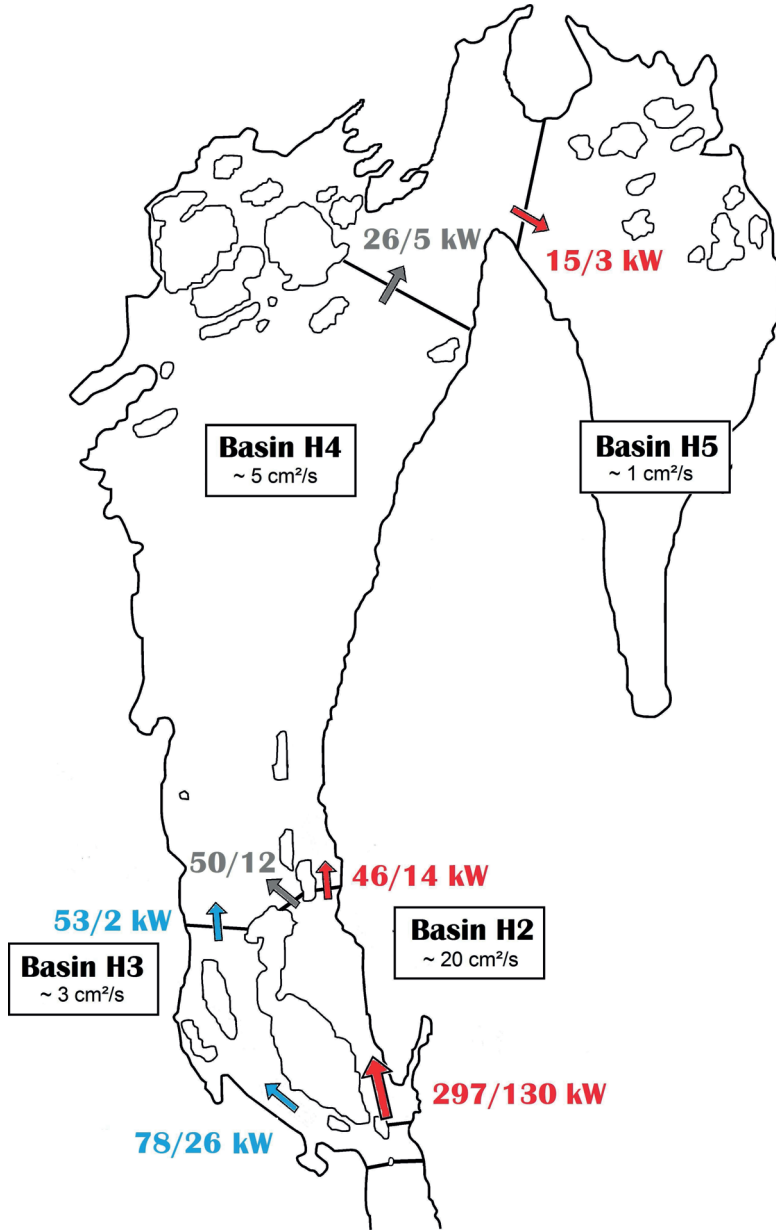 26/5 kW
15/3 kW
Basin H4
~ 5 cm²/s
Basin H5
~ 1 cm²/s
50/12
46/14 kW
53/2 kW
Basin H2
~ 20 cm²/s
Basin H3
~ 3 cm²/s
297/130 kW
78/26 kW